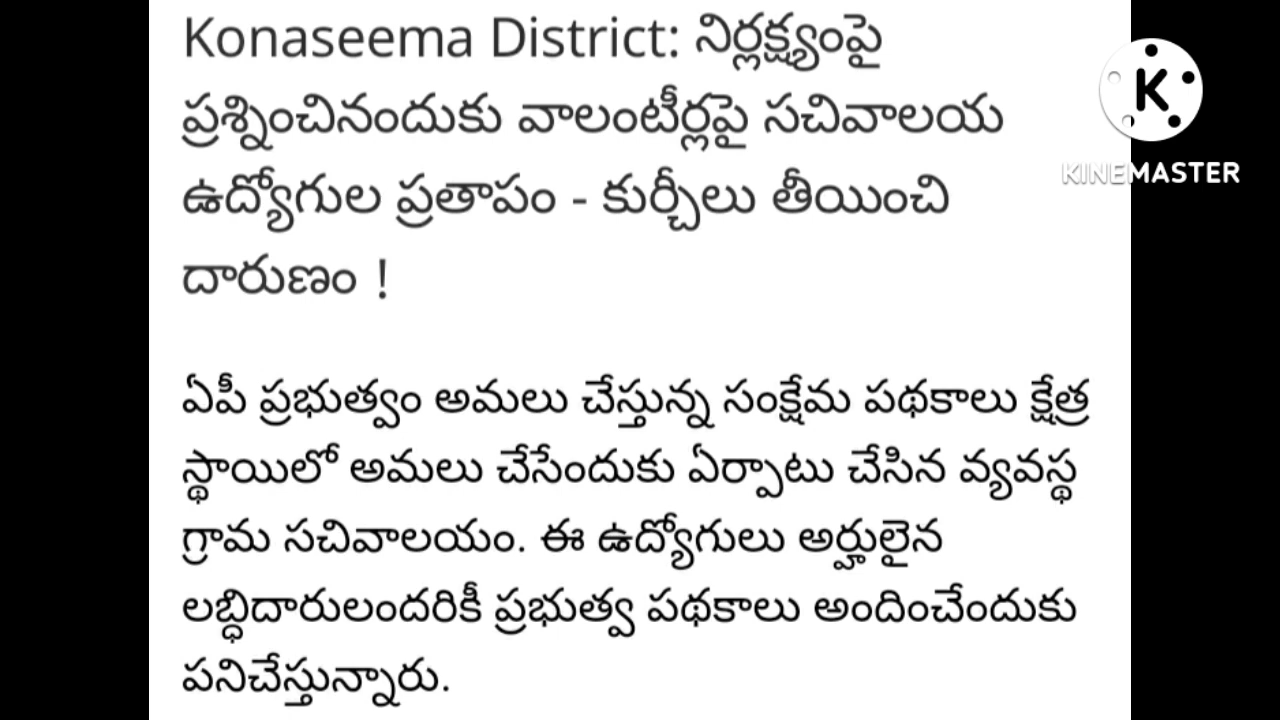 Konaseema District: నిర్లక్ష్యంపై
ప్రశ్నించినందుకు వాలంటీర్లపై సచివాలయ
ఉద్యోగుల ప్రతాపం - కుర్చీలు తీయించి
దారుణం !
K
KINEMASTER
ఏపీ ప్రభుత్వం అమలు చేస్తున్న సంక్షేమ పథకాలు క్షేత్ర
స్థాయిలో అమలు చేసేందుకు ఏర్పాటు చేసిన వ్యవస్థ
గ్రామ సచివాలయం. ఈ ఉద్యోగులు అర్హులైన
లబ్ధిదారులందరికీ ప్రభుత్వ పథకాలు అందించేందుకు
పనిచేస్తున్నారు.